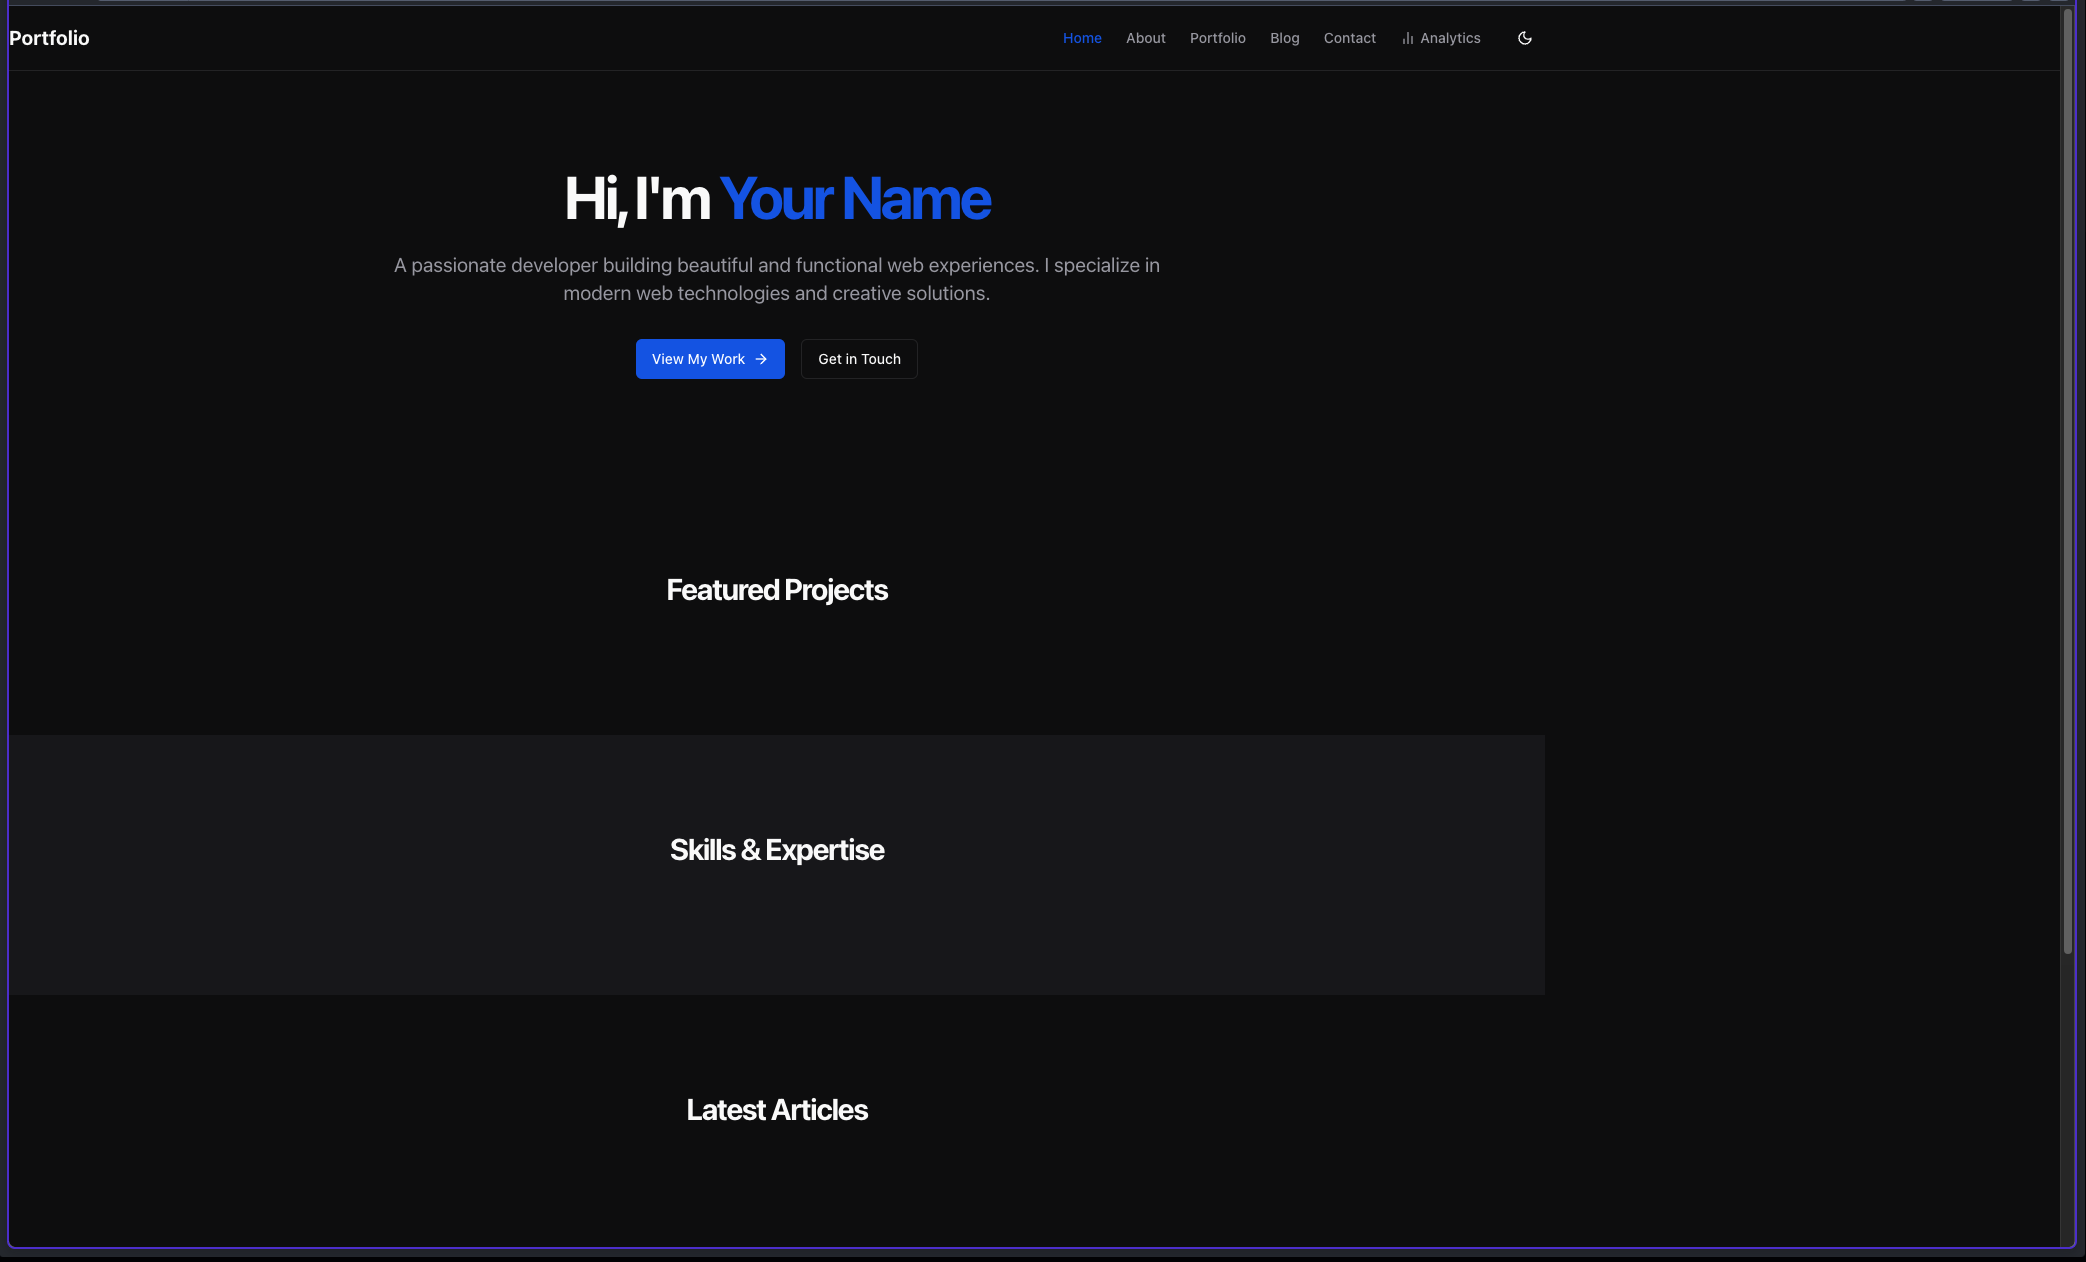 Portfolio
Home About Portfolio Blog Contact Analytics
Hi, I'm Your Name
A passionate developer building beautiful and functional web experiences. I specialize in
modern web technologies and creative solutions.
View My Work Get in Touch
Featured Projects
Skills & Expertise
Latest Articles